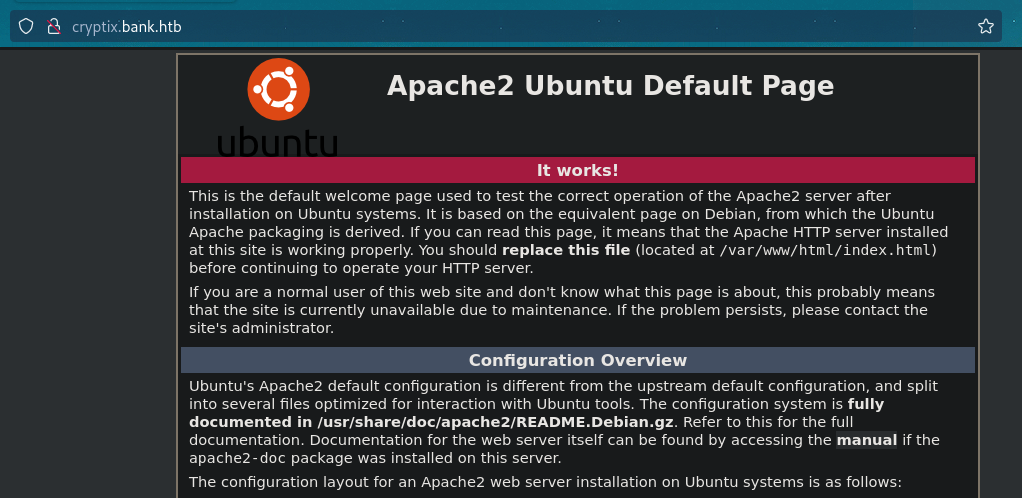 cryptix.bank.htb
Apache2 Ubuntu Default Page
ubuntu
It works!
This is the default welcome page used to test the correct operation of the Apache2 server after
installation on Ubuntu systems. It is based on the equivalent page on Debian, from which the Ubuntu
Apache packaging is derived. If you can read this page, it means that the Apache HTTP server installed
at this site is working properly. You should replace this file (located at /var/www/html/index.html)
before continuing to operate your HTTP server.
If you are a normal user of this web site and don't know what this page is about, this probably means
that the site is currently unavailable due to maintenance. If the problem persists, please contact the
site's administrator.
Configuration Overview
Ubuntu's Apache2 default configuration is different from the upstream default configuration, and split
into several files optimized for interaction with Ubuntu tools. The configuration system is fully
documented in /usr/share/doc/apache2/README.Debian.gz. Refer to this for the full
documentation. Documentation for the web server itself can be found by accessing the manual if the
apache2-doc package was installed on this server.
The configuration layout for an Apache2 web server installation on Ubuntu systems is as follows: